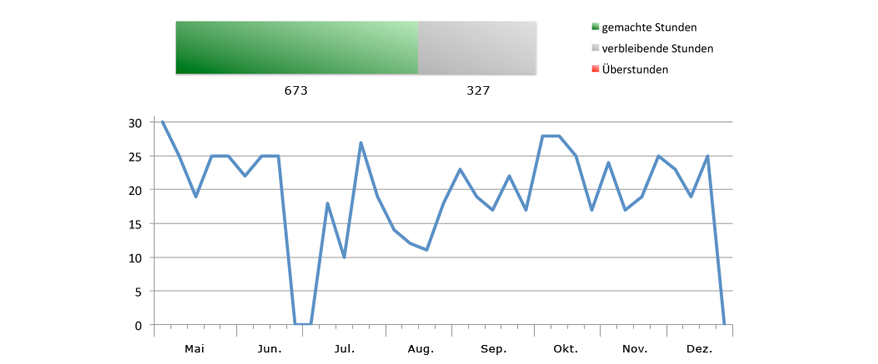 gemachte Stunden
verbleibende Stunden
Überstunden
673 327
30
25
20
15
10
5
0
Mai Jun. Jul. Aug. Sep. Okt. Nov. Dez.